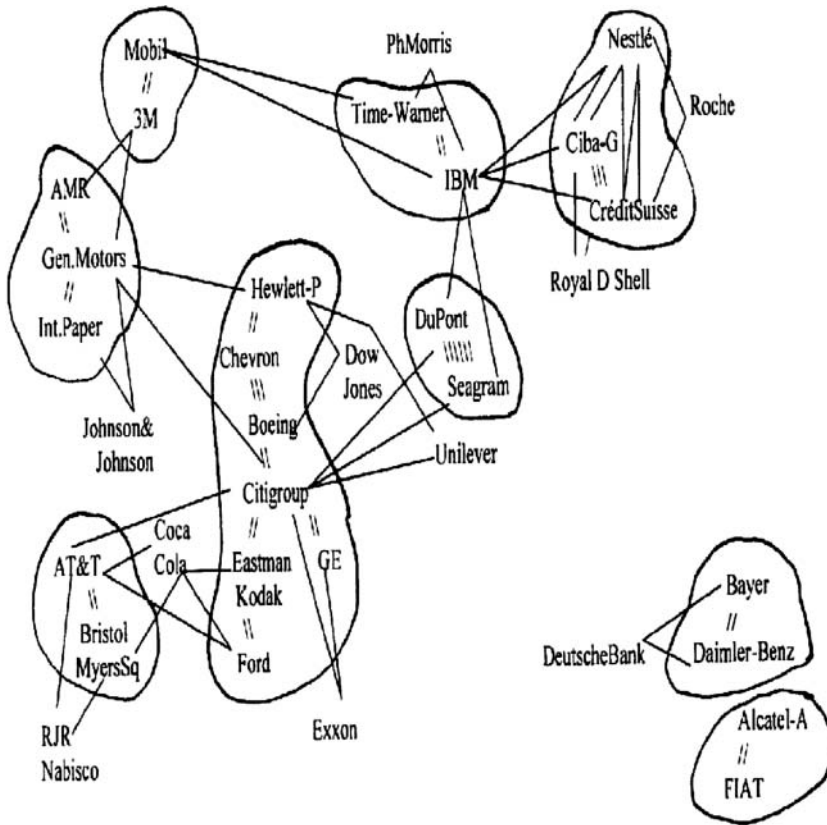 Mobil
PhMorris
Nestlé
3M
Time-Warner
Roche
Ciba-G
AMR
IBM
CréditSuisse
Gen.Motors
Royal D Shell
Hewlett-P
Int.Paper
DuPont
Chevron
Dow
Jones
Seagram
Boeing
Johnson&
Johnson
Unilever
Citigroup
Coca
Cola
AT&T
Eastman
Kodak
GE
Bristol
MyersSq
Ford
Bayer
DeutscheBank
Daimler-Benz
RJR
Nabisco
Exxon
Alcatel-A
FIAT